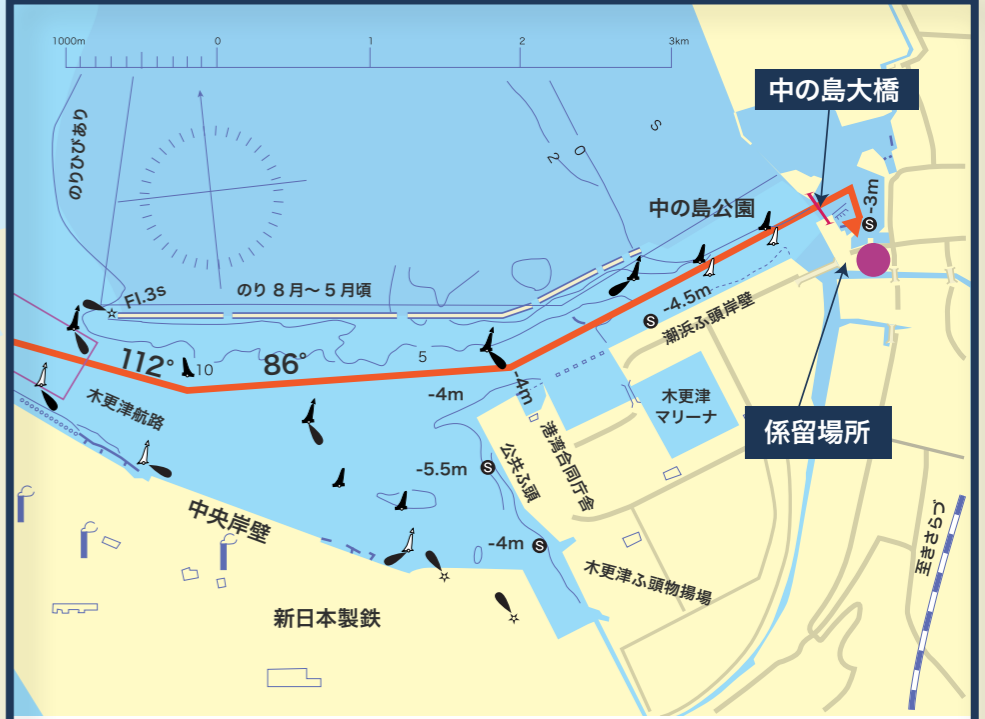 1000m 0 1 2 3km
中の島大橋
のりひびあり
S
2 0
-3m
S
中の島公園
Fl.3s
のり 8月〜5月頃
-4.5m
S
潮浜ふ頭岸壁
112°
10
86°
5
-4m
-4m
木更津
マリーナ
木更津航路
係留場所
港湾合同庁舎
公共ふ頭
-5.5m
S
中央岸壁
-4m
S
至きさらづ
木更津ふ頭物揚場
新日本製鉄